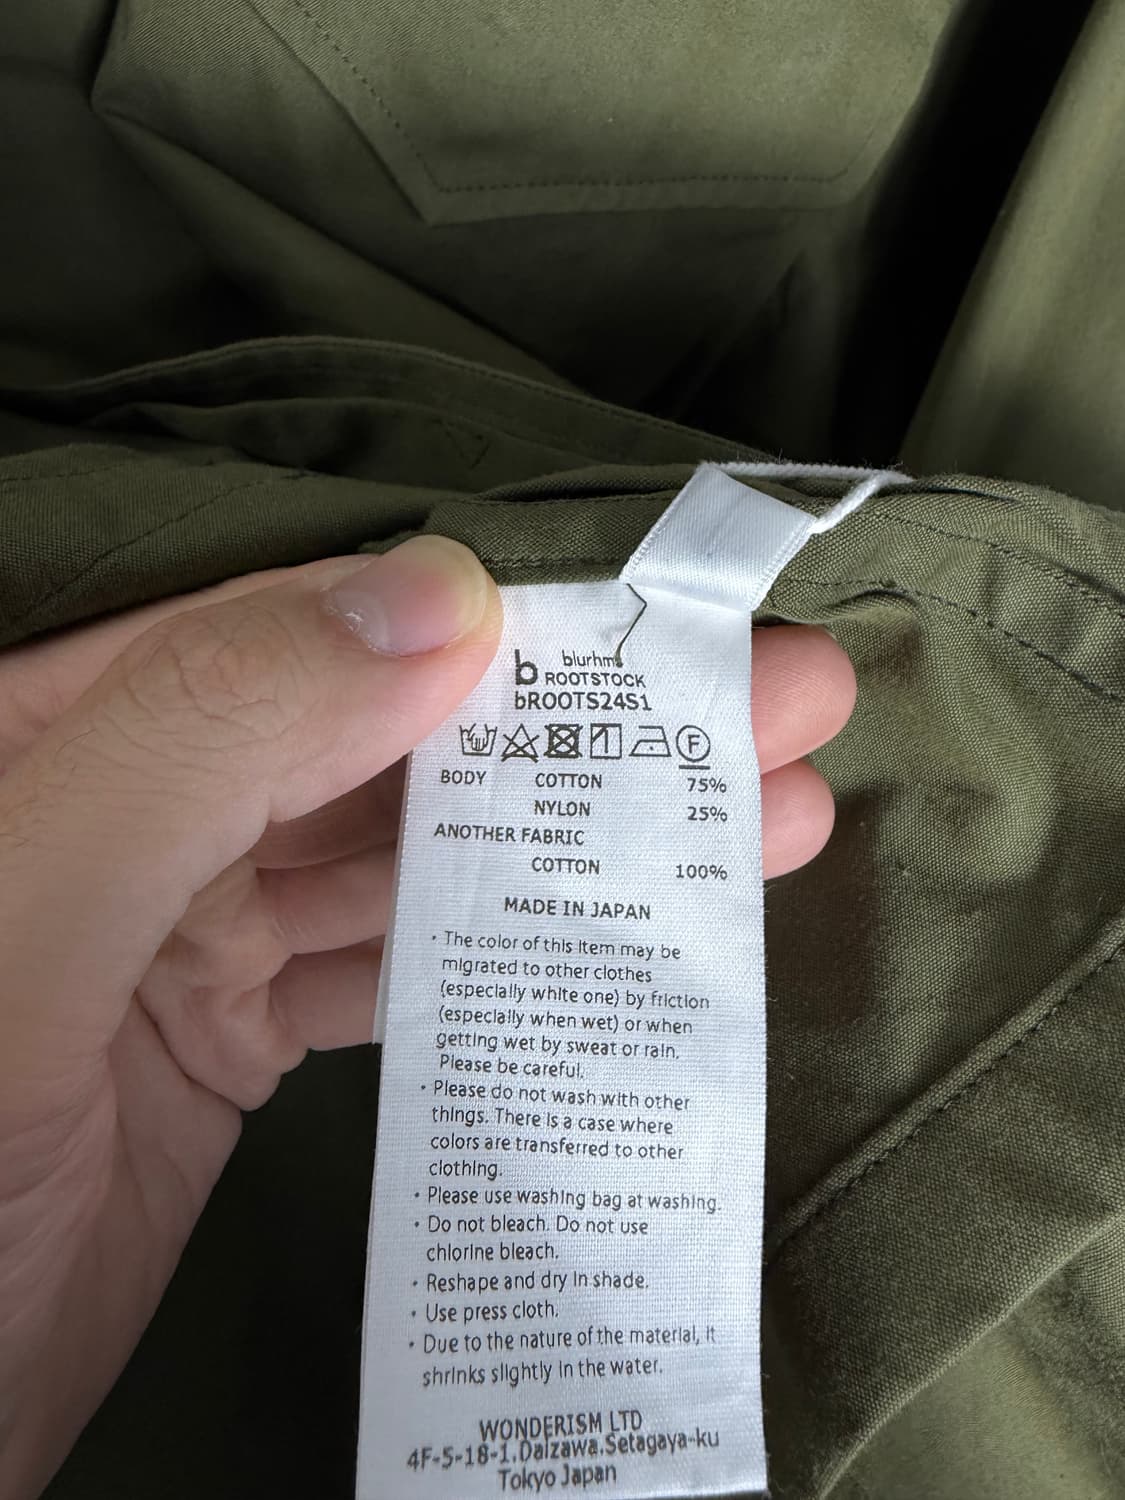 b blurhms
ROOTSTOCK
bROOTS24S1
F
BODY COTTON 75%
NYLON 25%
ANOTHER FABRIC
COTTON 100%
MADE IN JAPAN
・The color of this item may be
migrated to other clothes
(especially white one) by friction
(especially when wet) or when
getting wet by sweat or rain.
Please be careful.
・Please do not wash with other
things. There is a case where
colors are transferred to other
clothing.
・Please use washing bag at washing.
・Do not bleach. Do not use
chlorine bleach.
・Reshape and dry in shade.
・Use press cloth.
・Due to the nature of the material, it
shrinks slightly in the water.
WONDERISM LTD
4F-5-18-1.Daizawa.Setagaya-ku
Tokyo Japan